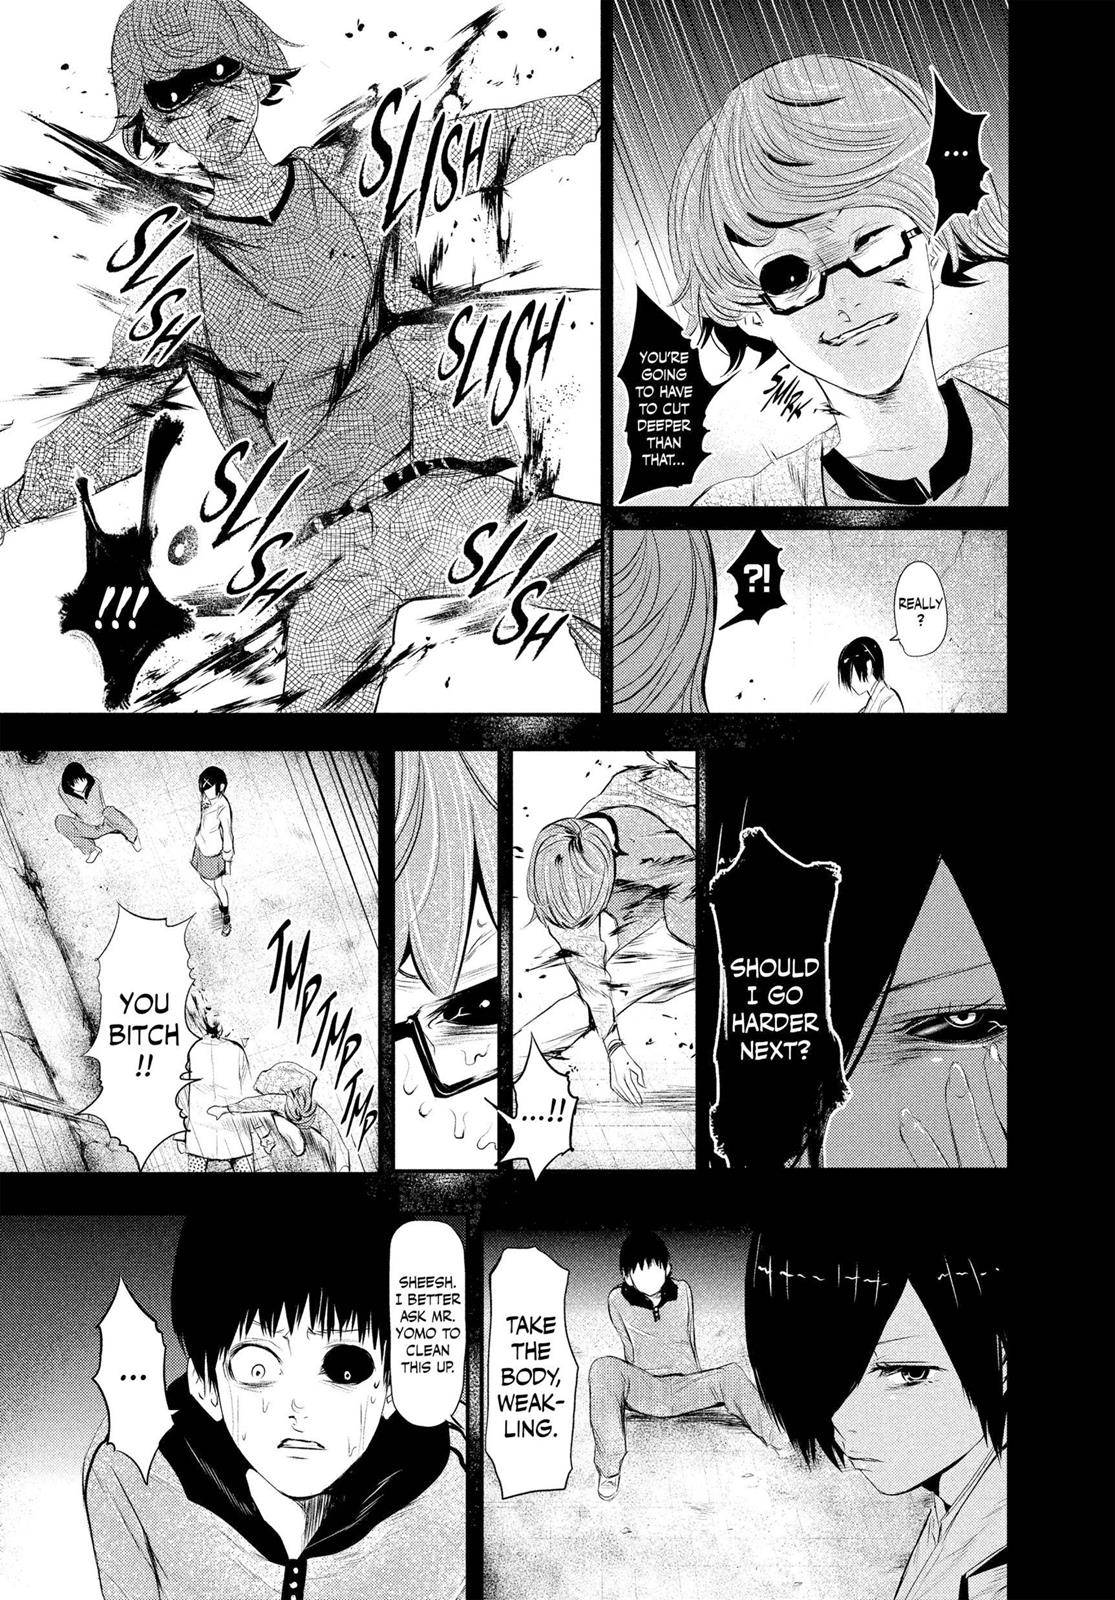 ...
YOU'RE
GOING
TO HAVE
TO CUT
DEEPER
THAN
THAT...
SMIRK
SLISH
SLISH
SLISH
SLISH
SLISH
!!!
REALLY
?
?!
SHOULD
I GO
HARDER
NEXT?
...!!
YOU
BITCH
!!
TMP
TMP
TMP
TAKE
THE
BODY,
WEAK-
LING.
SHEESH.
I BETTER
ASK MR.
YOMO TO
CLEAN
THIS UP.
...